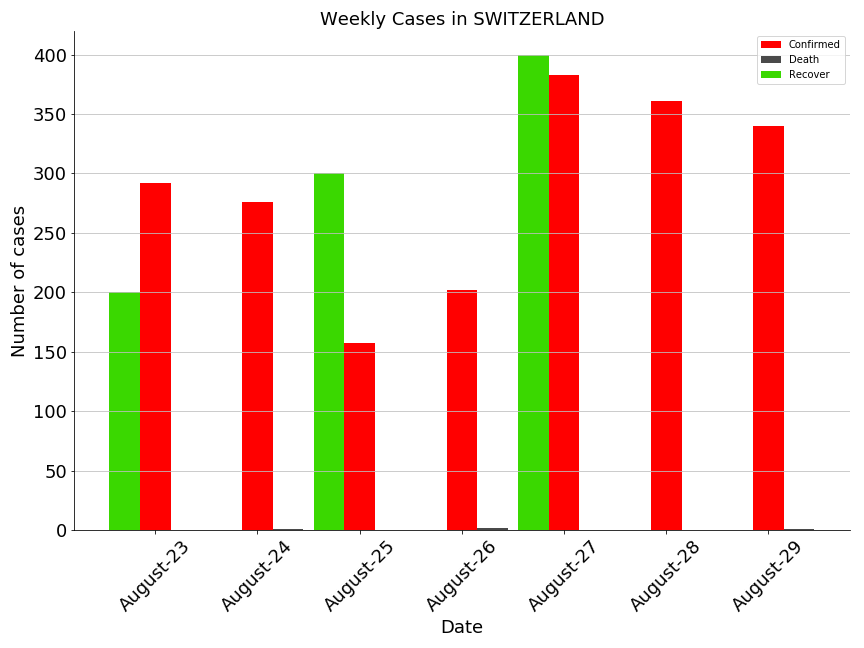 Weekly Cases in SWITZERLAND
Confirmed
Death
Recover
Number of cases
400
350
300
250
200
150
100
50
0
August-23
August-24
August-25
August-26
August-27
August-28
August-29
Date